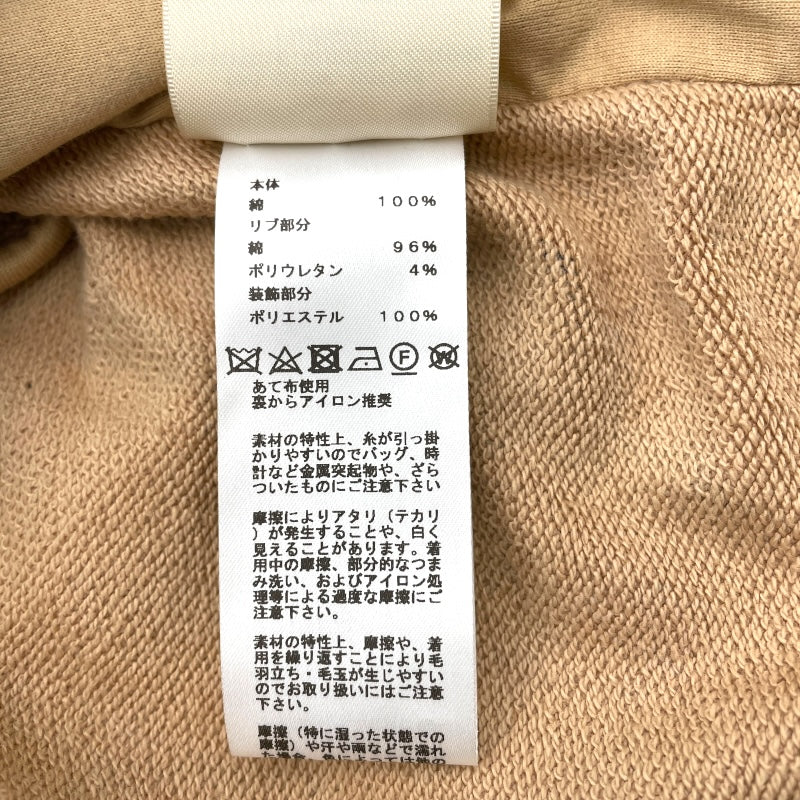 本体
綿 100%
リブ部分
綿 96%
ポリウレタン 4%
装飾部分
ポリエステル 100%
F W
あて布使用
裏からアイロン推奨
素材の特性上、糸が引っ掛
かりやすいのでバッグ、時
計など金属突起物や、ざら
ついたものにご注意下さい
摩擦によりアタリ(テカリ
)が発生することや、白く
見えることがあります。着
用中の摩擦、部分的なつま
み洗い、およびアイロン処
理等による過度な摩擦にご
注意下さい。
素材の特性上、摩擦や、着
用を繰り返すことにより毛
羽立ち・毛玉が生じやすい
のでお取り扱いにはご注意
下さい。
摩擦(特に湿った状態での
摩擦)や汗や雨などで濡れ
た場合、色によっては他の